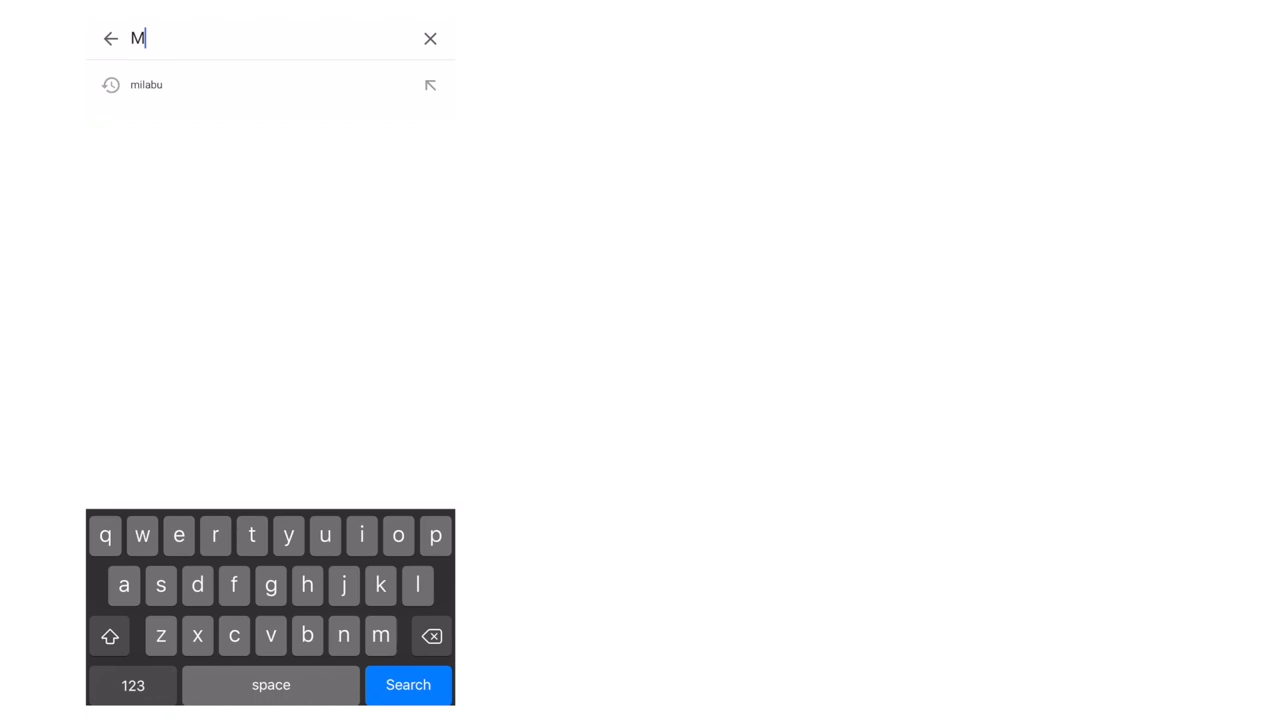 M
milabu
q w e r t y u i o p
a s d f g h j k l
z x c v b n m
123 space Search